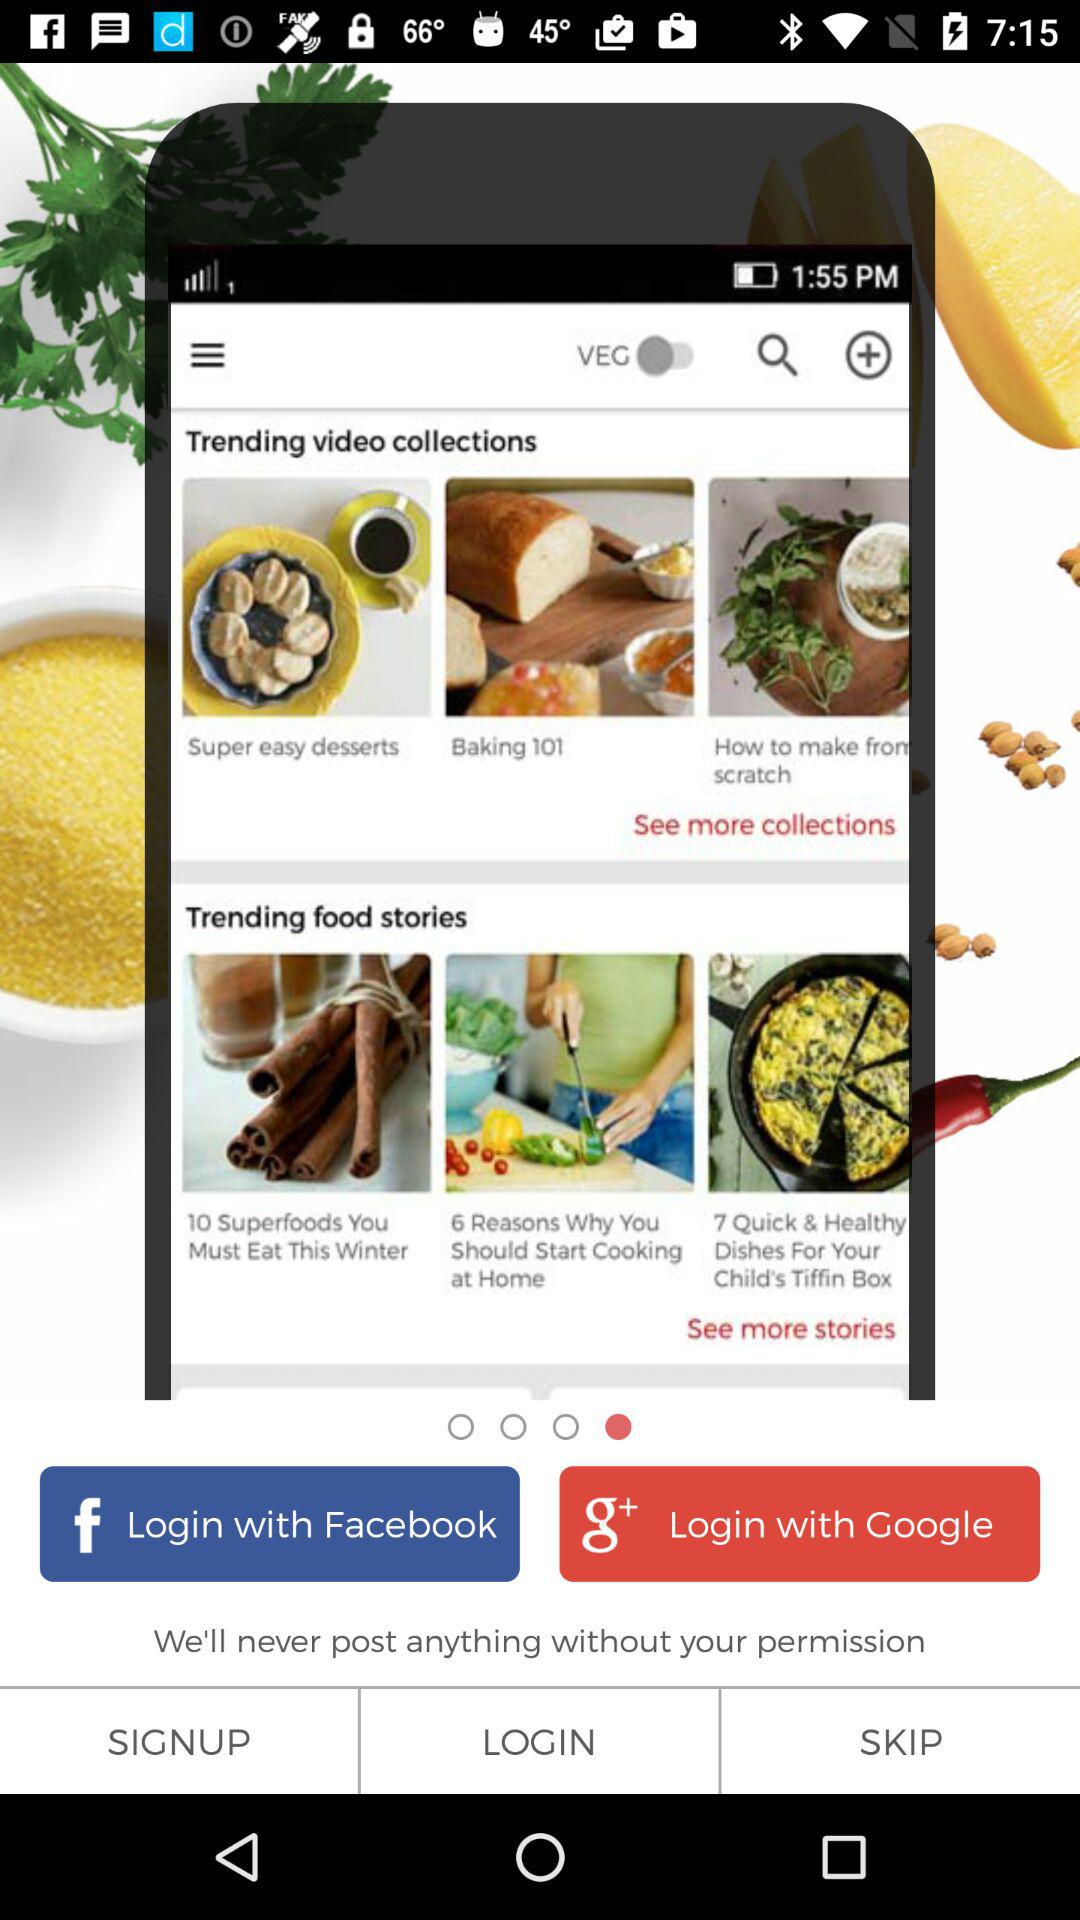 FAKE 66° 45° 7:15
1 1:55 PM
VEG
Trending video collections
Super easy desserts
Baking 101
How to make from
scratch
See more collections
Trending food stories
10 Superfoods You
Must Eat This Winter
6 Reasons Why You
Should Start Cooking
at Home
7 Quick & Healthy
Dishes For Your
Child's Tiffin Box
See more stories
f Login with Facebook
g+ Login with Google
We'll never post anything without your permission
SIGNUP LOGIN SKIP